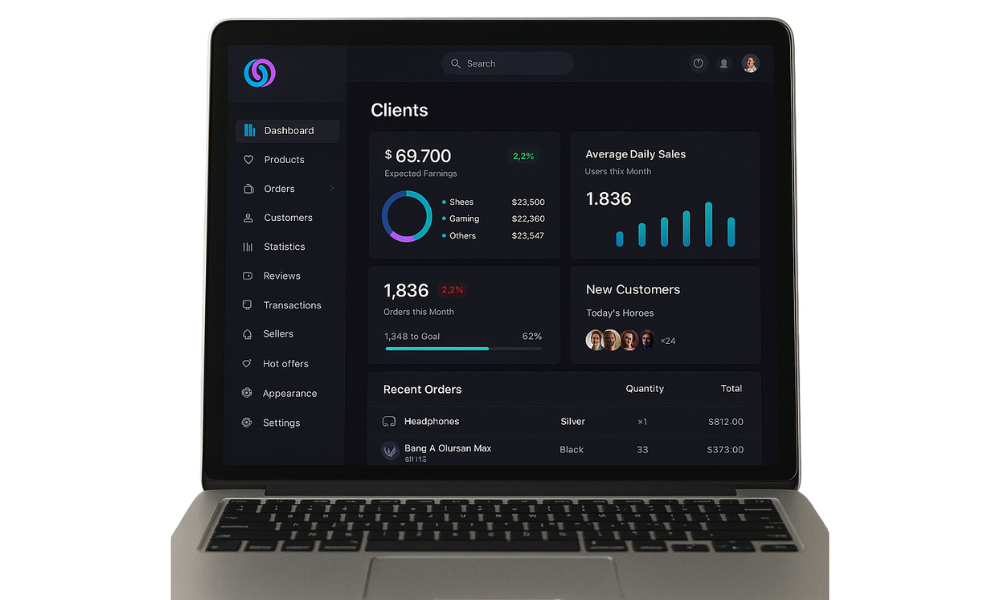 Search
Dashboard
Products
Orders
Customers
Statistics
Reviews
Transactions
Sellers
Hot offers
Appearance
Settings
Clients
$ 69.700
2,2%
Expected Farnings
Shees $23,500
Gaming $22,360
Others $23,547
Average Daily Sales
Users thix Month
1.836
1,836 2,2%
Orders this Month
1,348 to Goal 62%
New Customers
Today's Horoes
×24
Recent Orders Quantity Total
Headphones Silver ×1 S812.00
Bang A Olursan Max Black 33 S373:00